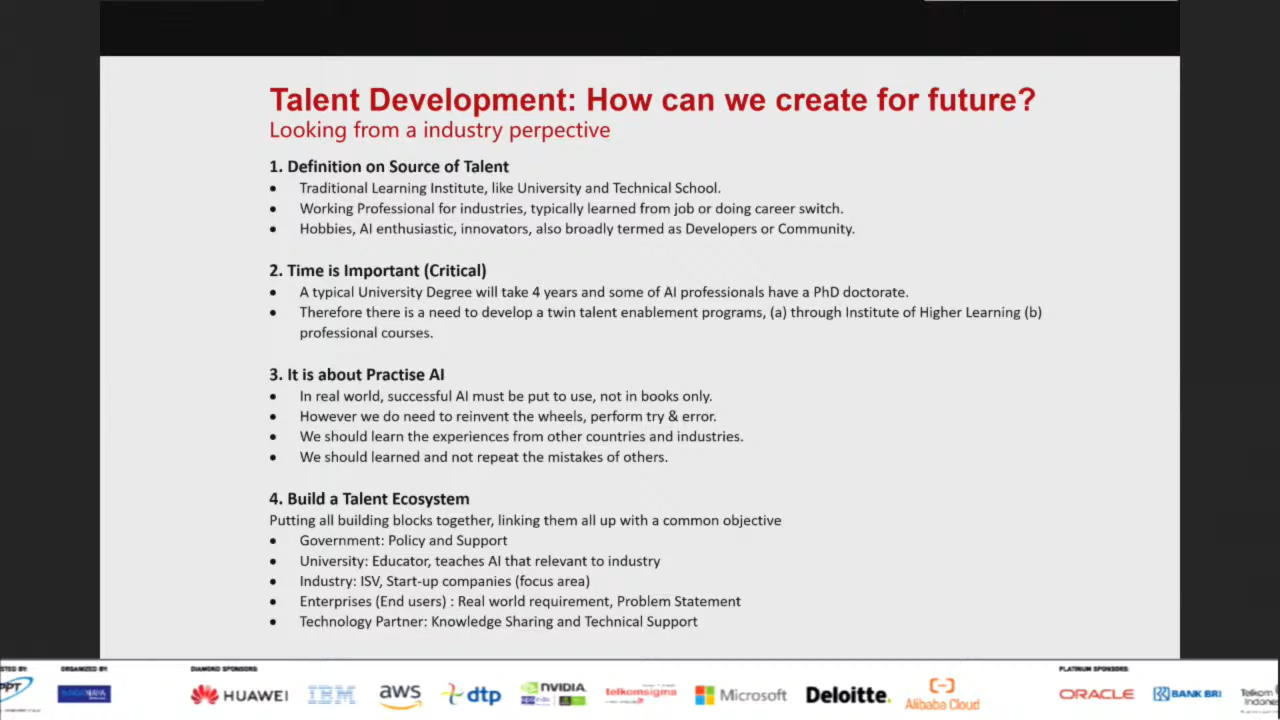 Talent Development: How can we create for future?
Looking from a industry perpective
1. Definition on Source of Talent
• Traditional Learning Institute, like University and Technical School.
• Working Professional for industries, typically learned from job or doing career switch.
• Hobbies, AI enthusiastic, innovators, also broadly termed as Developers or Community.
2. Time is Important (Critical)
• A typical University Degree will take 4 years and some of AI professionals have a PhD doctorate.
• Therefore there is a need to develop a twin talent enablement programs, (a) through Institute of Higher Learning (b)
professional courses.
3. It is about Practise AI
• In real world, successful AI must be put to use, not in books only.
• However we do need to reinvent the wheels, perform try & error.
• We should learn the experiences from other countries and industries.
• We should learned and not repeat the mistakes of others.
4. Build a Talent Ecosystem
Putting all building blocks together, linking them all up with a common objective
• Government: Policy and Support
• University: Educator, teaches AI that relevant to industry
• Industry: ISV, Start-up companies (focus area)
• Enterprises (End users) : Real world requirement, Problem Statement
• Technology Partner: Knowledge Sharing and Technical Support
ORGANIZED BY: DIAMOND SPONSORS: PLATINUM SPONSORS:
PPT HUAWEI IBM aws dtp NVIDIA telkomsigma Microsoft Deloitte. Alibaba Cloud ORACLE BANK BRI Telkom Indone